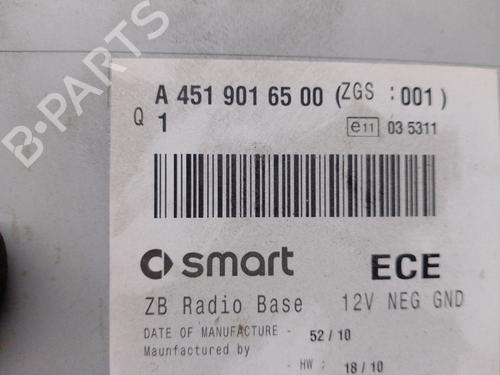 B-PARTS
A 451 901 65 00 (ZGS : 001)
Q 1
e11 03 5311
smart ECE
ZB Radio Base 12V NEG GND
DATE OF MANUFACTURE - 52 / 10
Maunfactured by
- HW : 18 / 10